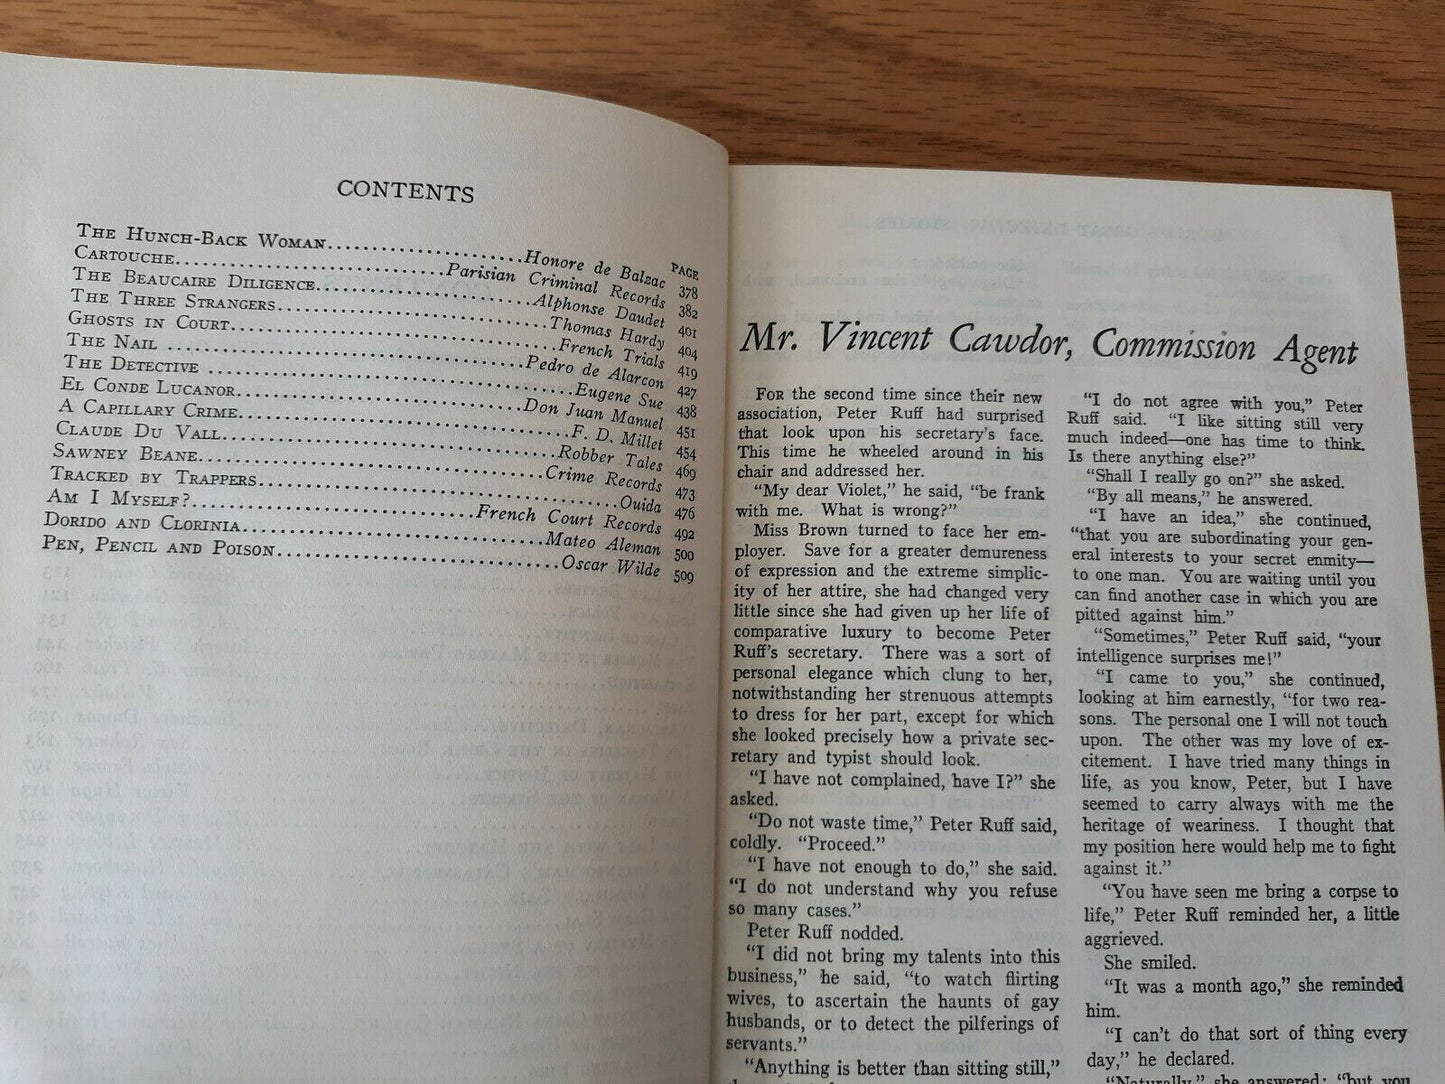 CONTENTS
PAGE
THE HUNCH-BACK WOMAN....................Honore de Balzac 378
CARTOUCHE..........................Parisian Criminal Records 382
THE BEAUCAIRE DILIGENCE.....................Alphonse Daudet 401
THE THREE STRANGERS..........................Thomas Hardy 404
GHOSTS IN COURT..............................French Trials 419
THE NAIL ..................................Pedro de Alarcon 427
THE DETECTIVE ...................................Eugene Sue 438
EL CONDE LUCANOR...........................Don Juan Manuel 451
A CAPILLARY CRIME...............................F. D. Millet 454
CLAUDE DU VALL................................Robber Tales 469
SAWNEY BEANE................................Crime Records 473
TRACKED BY TRAPPERS..................................Ouida 476
AM I MYSELF?..........................French Court Records 492
DORIDO AND CLORINIA............................Mateo Aleman 500
PEN, PENCIL AND POISON..........................Oscar Wilde 509
Mr. Vincent Cawdor, Commission Agent
FOR the second time since their new
association, Peter Ruff had surprised
that look upon his secretary's face.
This time he wheeled around in his
chair and addressed her.
"My dear Violet," he said, "be frank
with me. What is wrong?"
Miss Brown turned to face her em-
ployer. Save for a greater demureness
of expression and the extreme simplic-
ity of her attire, she had changed very
little since she had given up her life of
comparative luxury to become Peter
Ruff's secretary. There was a sort of
personal elegance which clung to her,
notwithstanding her strenuous attempts
to dress for her part, except for which
she looked precisely how a private sec-
retary and typist should look.
"I have not complained, have I?" she
asked.
"Do not waste time," Peter Ruff said,
coldly. "Proceed."
"I have not enough to do," she said.
"I do not understand why you refuse
so many cases."
Peter Ruff nodded.
"I did not bring my talents into this
business," he said, "to watch flirting
wives, to ascertain the haunts of gay
husbands, or to detect the pilferings of
servants."
"Anything is better than sitting still,"
"I do not agree with you," Peter
Ruff said. "I like sitting still very
much indeed—one has time to think.
Is there anything else?"
"Shall I really go on?" she asked.
"By all means," he answered.
"I have an idea," she continued,
"that you are subordinating your gen-
eral interests to your secret enmity—
to one man. You are waiting until you
can find another case in which you are
pitted against him."
"Sometimes," Peter Ruff said, "your
intelligence surprises me!"
"I came to you," she continued,
looking at him earnestly, "for two rea-
sons. The personal one I will not touch
upon. The other was my love of ex-
citement. I have tried many things in
life, as you know, Peter, but I have
seemed to carry always with me the
heritage of weariness. I thought that
my position here would help me to fight
against it."
"You have seen me bring a corpse to
life," Peter Ruff reminded her, a little
aggrieved.
She smiled.
"It was a month ago," she reminded
him.
"I can't do that sort of thing every
day," he declared.
"Naturally," she answered; "but you